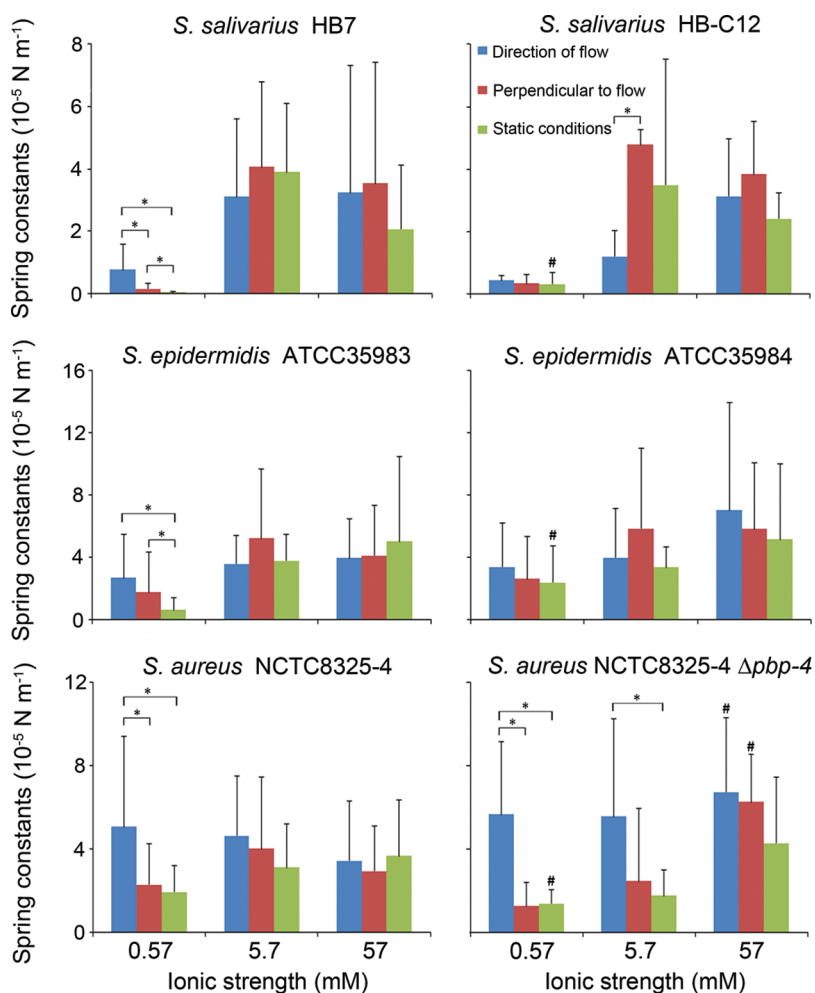 S. salivarius HB7
S. salivarius HB-C12
Spring constants (10⁻⁵ N m⁻¹)
8
6
4
2
0
*
*
*
Direction of flow
Perpendicular to flow
Static conditions
*
#
S. epidermidis ATCC35983
S. epidermidis ATCC35984
Spring constants (10⁻⁵ N m⁻¹)
16
12
8
4
0
*
*
#
S. aureus NCTC8325-4
S. aureus NCTC8325-4 Δpbp-4
Spring constants (10⁻⁵ N m⁻¹)
12
8
4
0
*
*
*
*
#
*
#
#
0.57 5.7 57
0.57 5.7 57
Ionic strength (mM)
Ionic strength (mM)